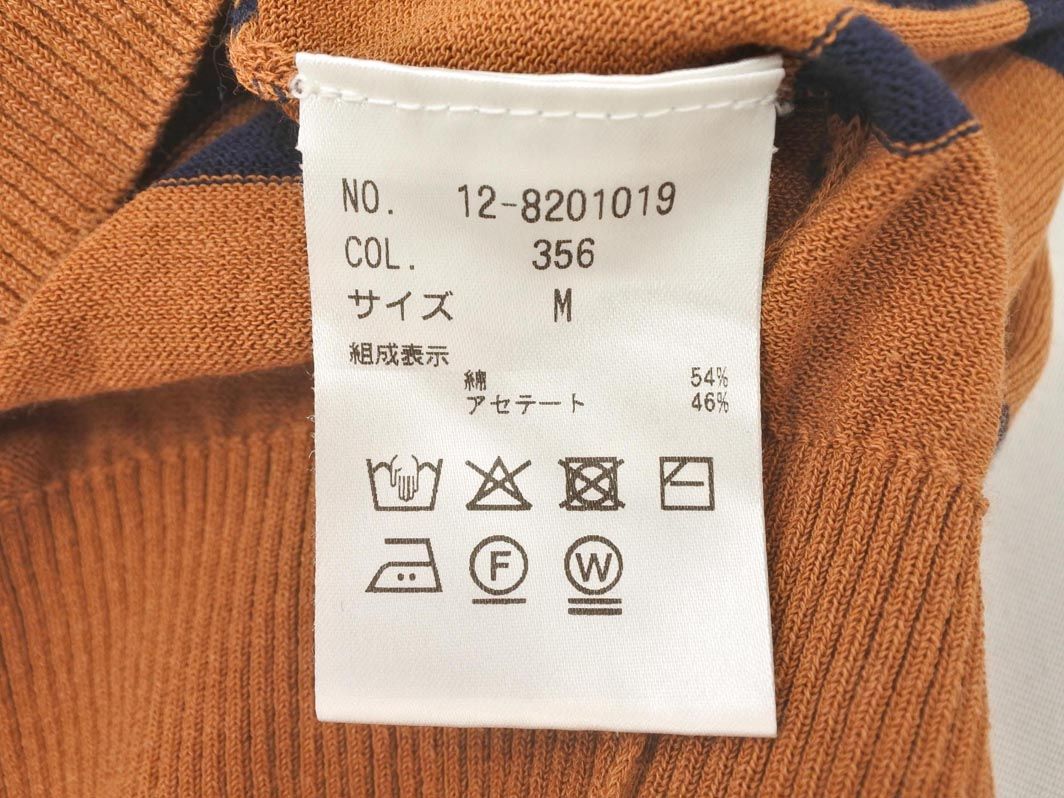 NO. 12-8201019
COL. 356
サイズ M
組成表示
綿 54%
アセテート 46%
F W